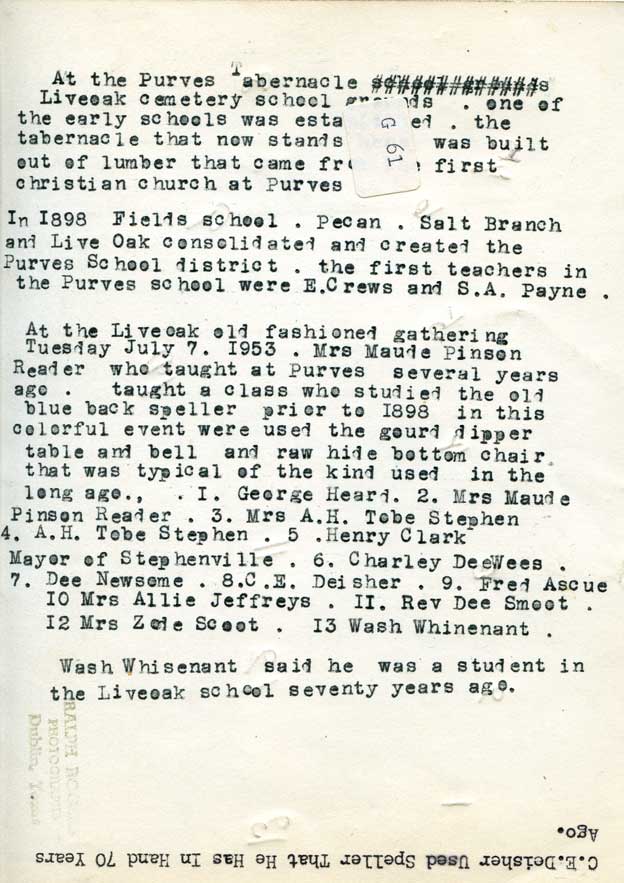 At the Purves Tabernacle s
Liveoak cemetery school grounds . one of
the early schools was esta ed . the
tabernacle that now stands was built
out of lumber that came from first
christian church at Purves
G 61
In I898 Fields school . Pecan . Salt Branch
and Live Oak consolidated and created the
Purves School district . the first teachers in
the Purves school were E.Crews and S.A. Payne .
At the Liveoak old fashioned gathering
Tuesday July 7. I953 . Mrs Maude Pinson
Reader who taught at Purves several years
ago . taught a class who studied the old
blue back speller prior to I898 in this
colorful event were used the gourd dipper
table and bell and raw hide bottom chair
that was typical of the kind used in the
long ago., . I. George Heard. 2. Mrs Maude
Pinson Reader . 3. Mrs A.H. Tobe Stephen
4. A.H. Tobe Stephen . 5 .Henry Clark
Mayor of Stephenville . 6. Charley DeeWees .
7. Dee Newsome . 8.C.E. Deisher . 9. Fred Ascue
IO Mrs Allie Jeffreys . II. Rev Dee Smoot .
I2 Mrs Zode Scoot . I3 Wash Whinenant .
Wash Whisenant said he was a student in
the Liveoak school seventy years ago.
RALPH
Dublin, Texas
C.E.Deisher Used Speller That He Has In Hand 70 Years
Ago.